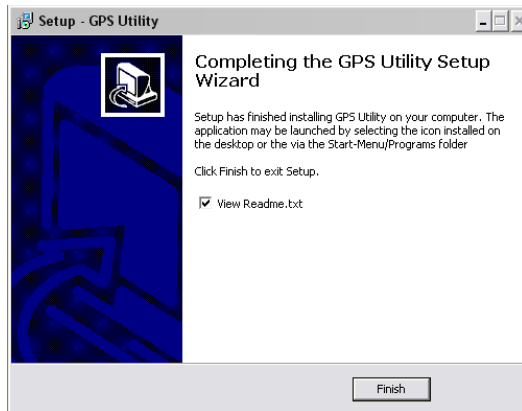 Setup - GPS Utility
Completing the GPS Utility Setup
Wizard
Setup has finished installing GPS Utility on your computer. The
application may be launched by selecting the icon installed on
the desktop or the via the Start-Menu/Programs folder
Click Finish to exit Setup.
View Readme.txt
Finish